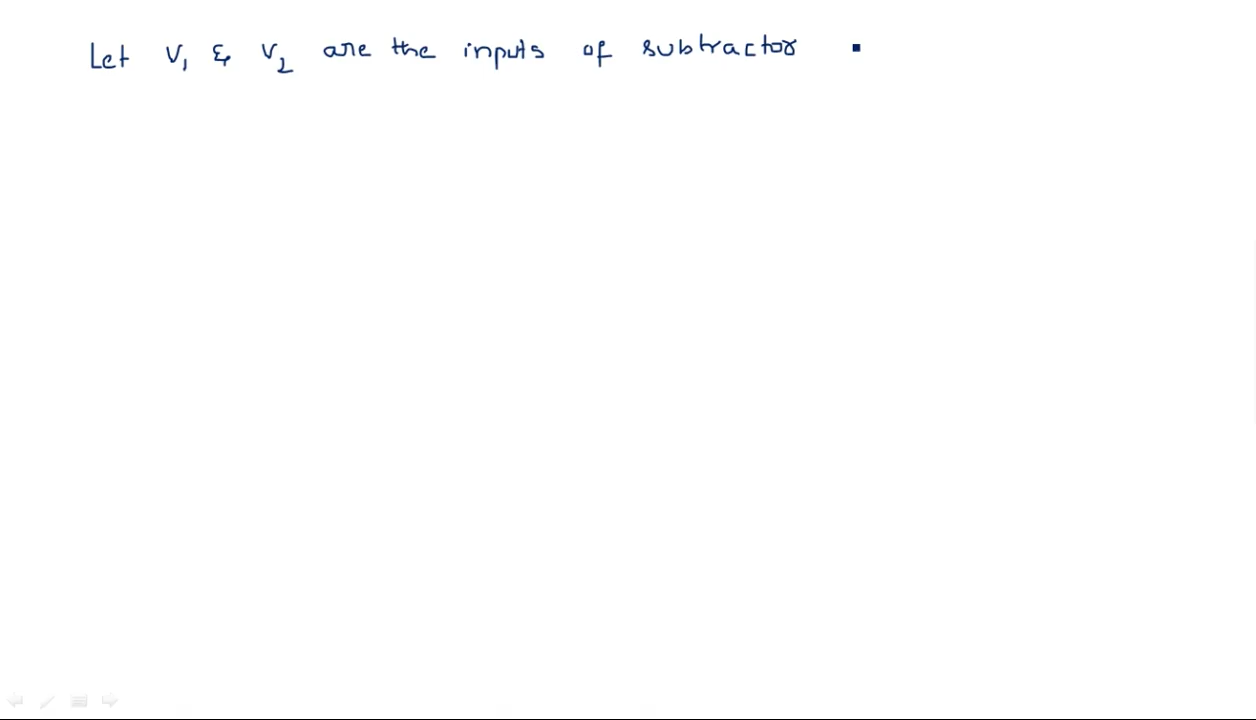 Let V₁ & V₂ are the inputs of subtractor